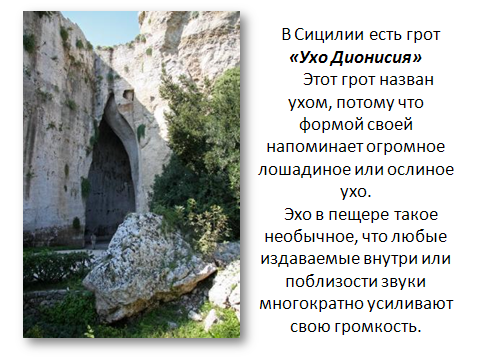 В Сицилии есть грот
«Ухо Дионисия»
Этот грот назван
ухом, потому что
формой своей
напоминает огромное
лошадиное или ослиное
ухо.
Эхо в пещере такое
необычное, что любые
издаваемые внутри или
поблизости звуки
многократно усиливают
свою громкость.